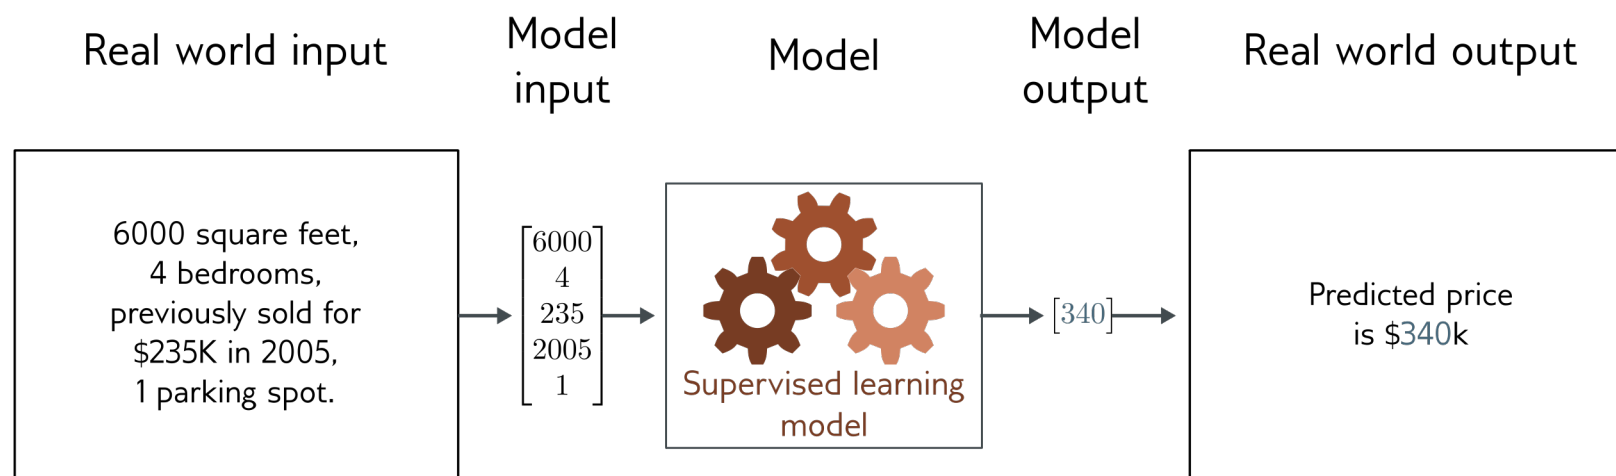 Real world input
Model
input
Model
Model
output
Real world output
6000 square feet,
4 bedrooms,
previously sold for
$235K in 2005,
1 parking spot.
6000
4
235
2005
1
Supervised learning
model
[340]
Predicted price
is $340k